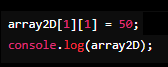 array2D[1][1] = 50;
console.log(array2D);